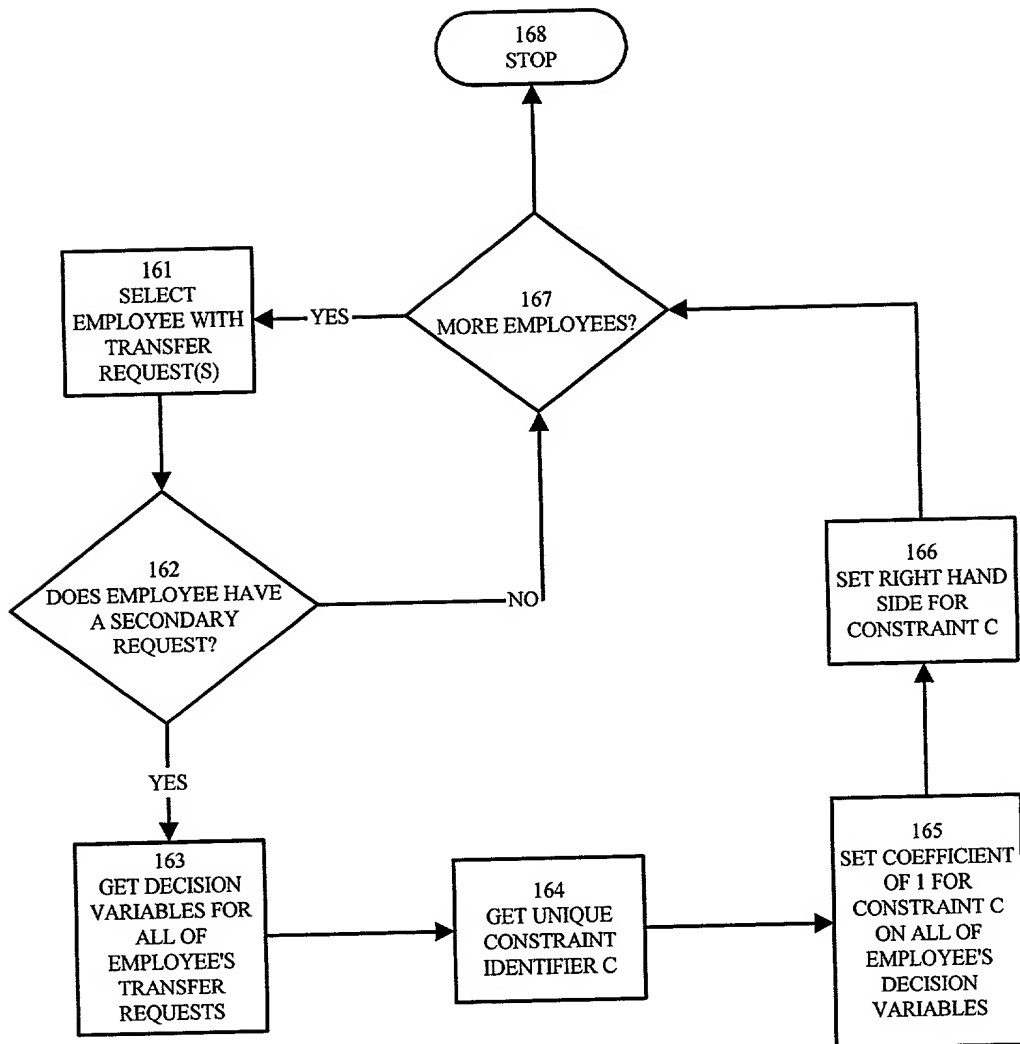 168
STOP
161
SELECT
EMPLOYEE WITH
TRANSFER
REQUEST(S)
YES
167
MORE EMPLOYEES?
162
DOES EMPLOYEE HAVE
A SECONDARY
REQUEST?
NO
166
SET RIGHT HAND
SIDE FOR
CONSTRAINT C
YES
163
GET DECISION
VARIABLES FOR
ALL OF
EMPLOYEE'S
TRANSFER
REQUESTS
164
GET UNIQUE
CONSTRAINT
IDENTIFIER C
165
SET COEFFICIENT
OF 1 FOR
CONSTRAINT C
ON ALL OF
EMPLOYEE'S
DECISION
VARIABLES